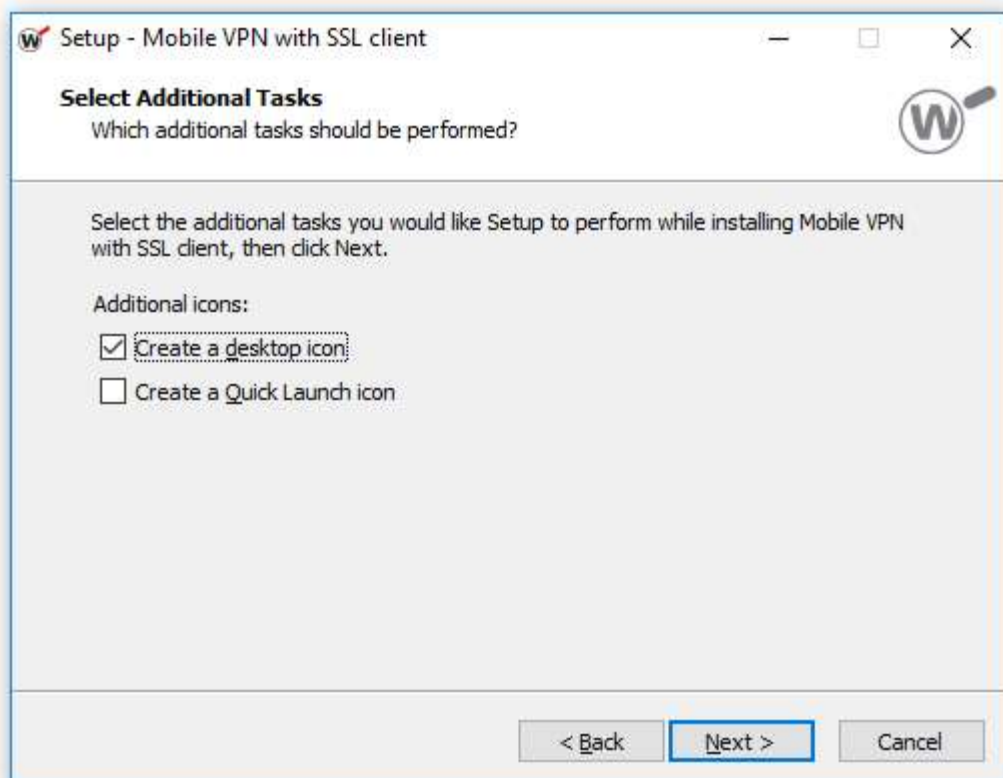 Setup - Mobile VPN with SSL client
Select Additional Tasks
Which additional tasks should be performed?
W
Select the additional tasks you would like Setup to perform while installing Mobile VPN
with SSL client, then click Next.
Additional icons:
Create a desktop icon
Create a Quick Launch icon
< Back
Next >
Cancel